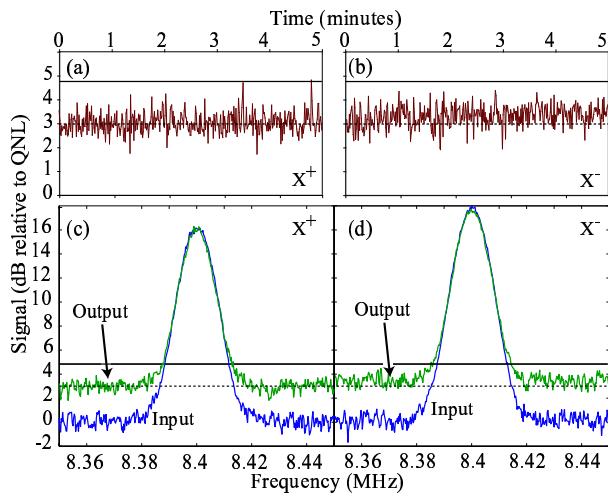 Time (minutes)
0 1 2 3 4 5 0 1 2 3 4 5
(a) (b)
5
4
3
2
1
0
X+ X-
Signal (dB relative to QNL)
(c) X+ (d) X-
16
14
12
10
8
6
4
3
2
0
-2
Output Output
Input Input
8.36 8.38 8.4 8.42 8.44 8.36 8.38 8.4 8.42 8.44
Frequency (MHz)